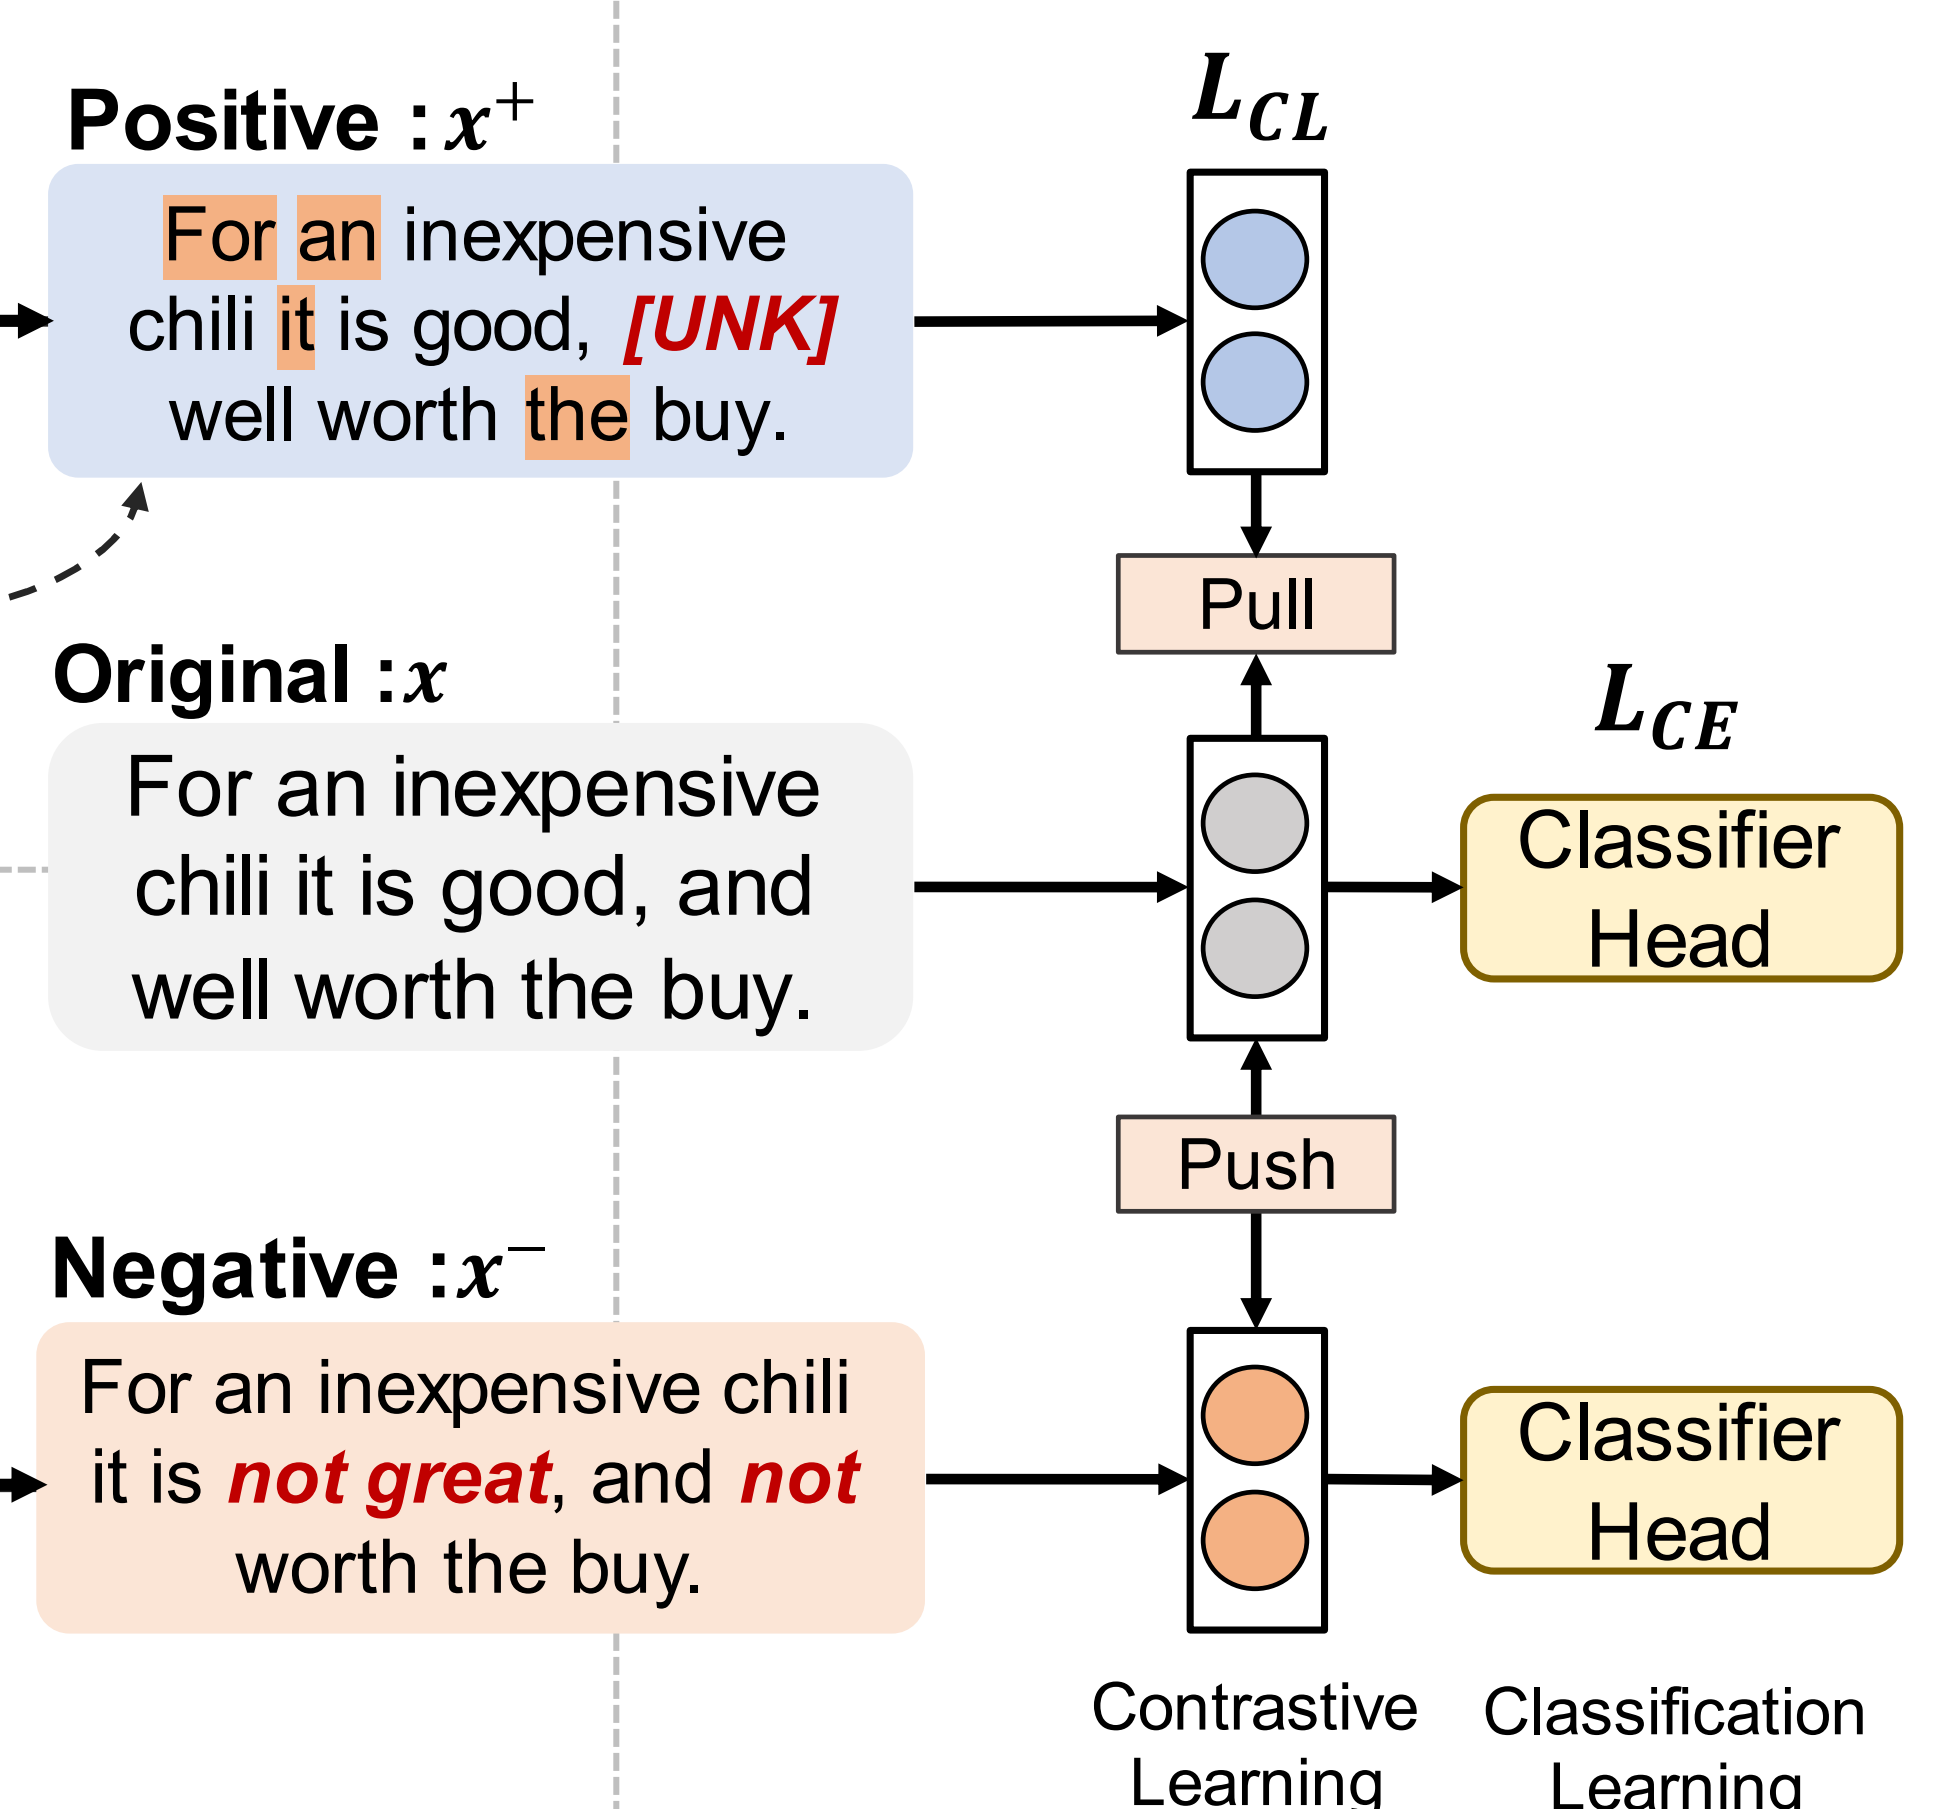 Positive : x⁺
For an inexpensive
chili it is good, [UNK]
well worth the buy.
L_CL
Pull
Original : x
For an inexpensive
chili it is good, and
well worth the buy.
L_CE
Classifier
Head
Push
Negative : x⁻
For an inexpensive chili
it is not great, and not
worth the buy.
Classifier
Head
Contrastive
Learning
Classification
Learning